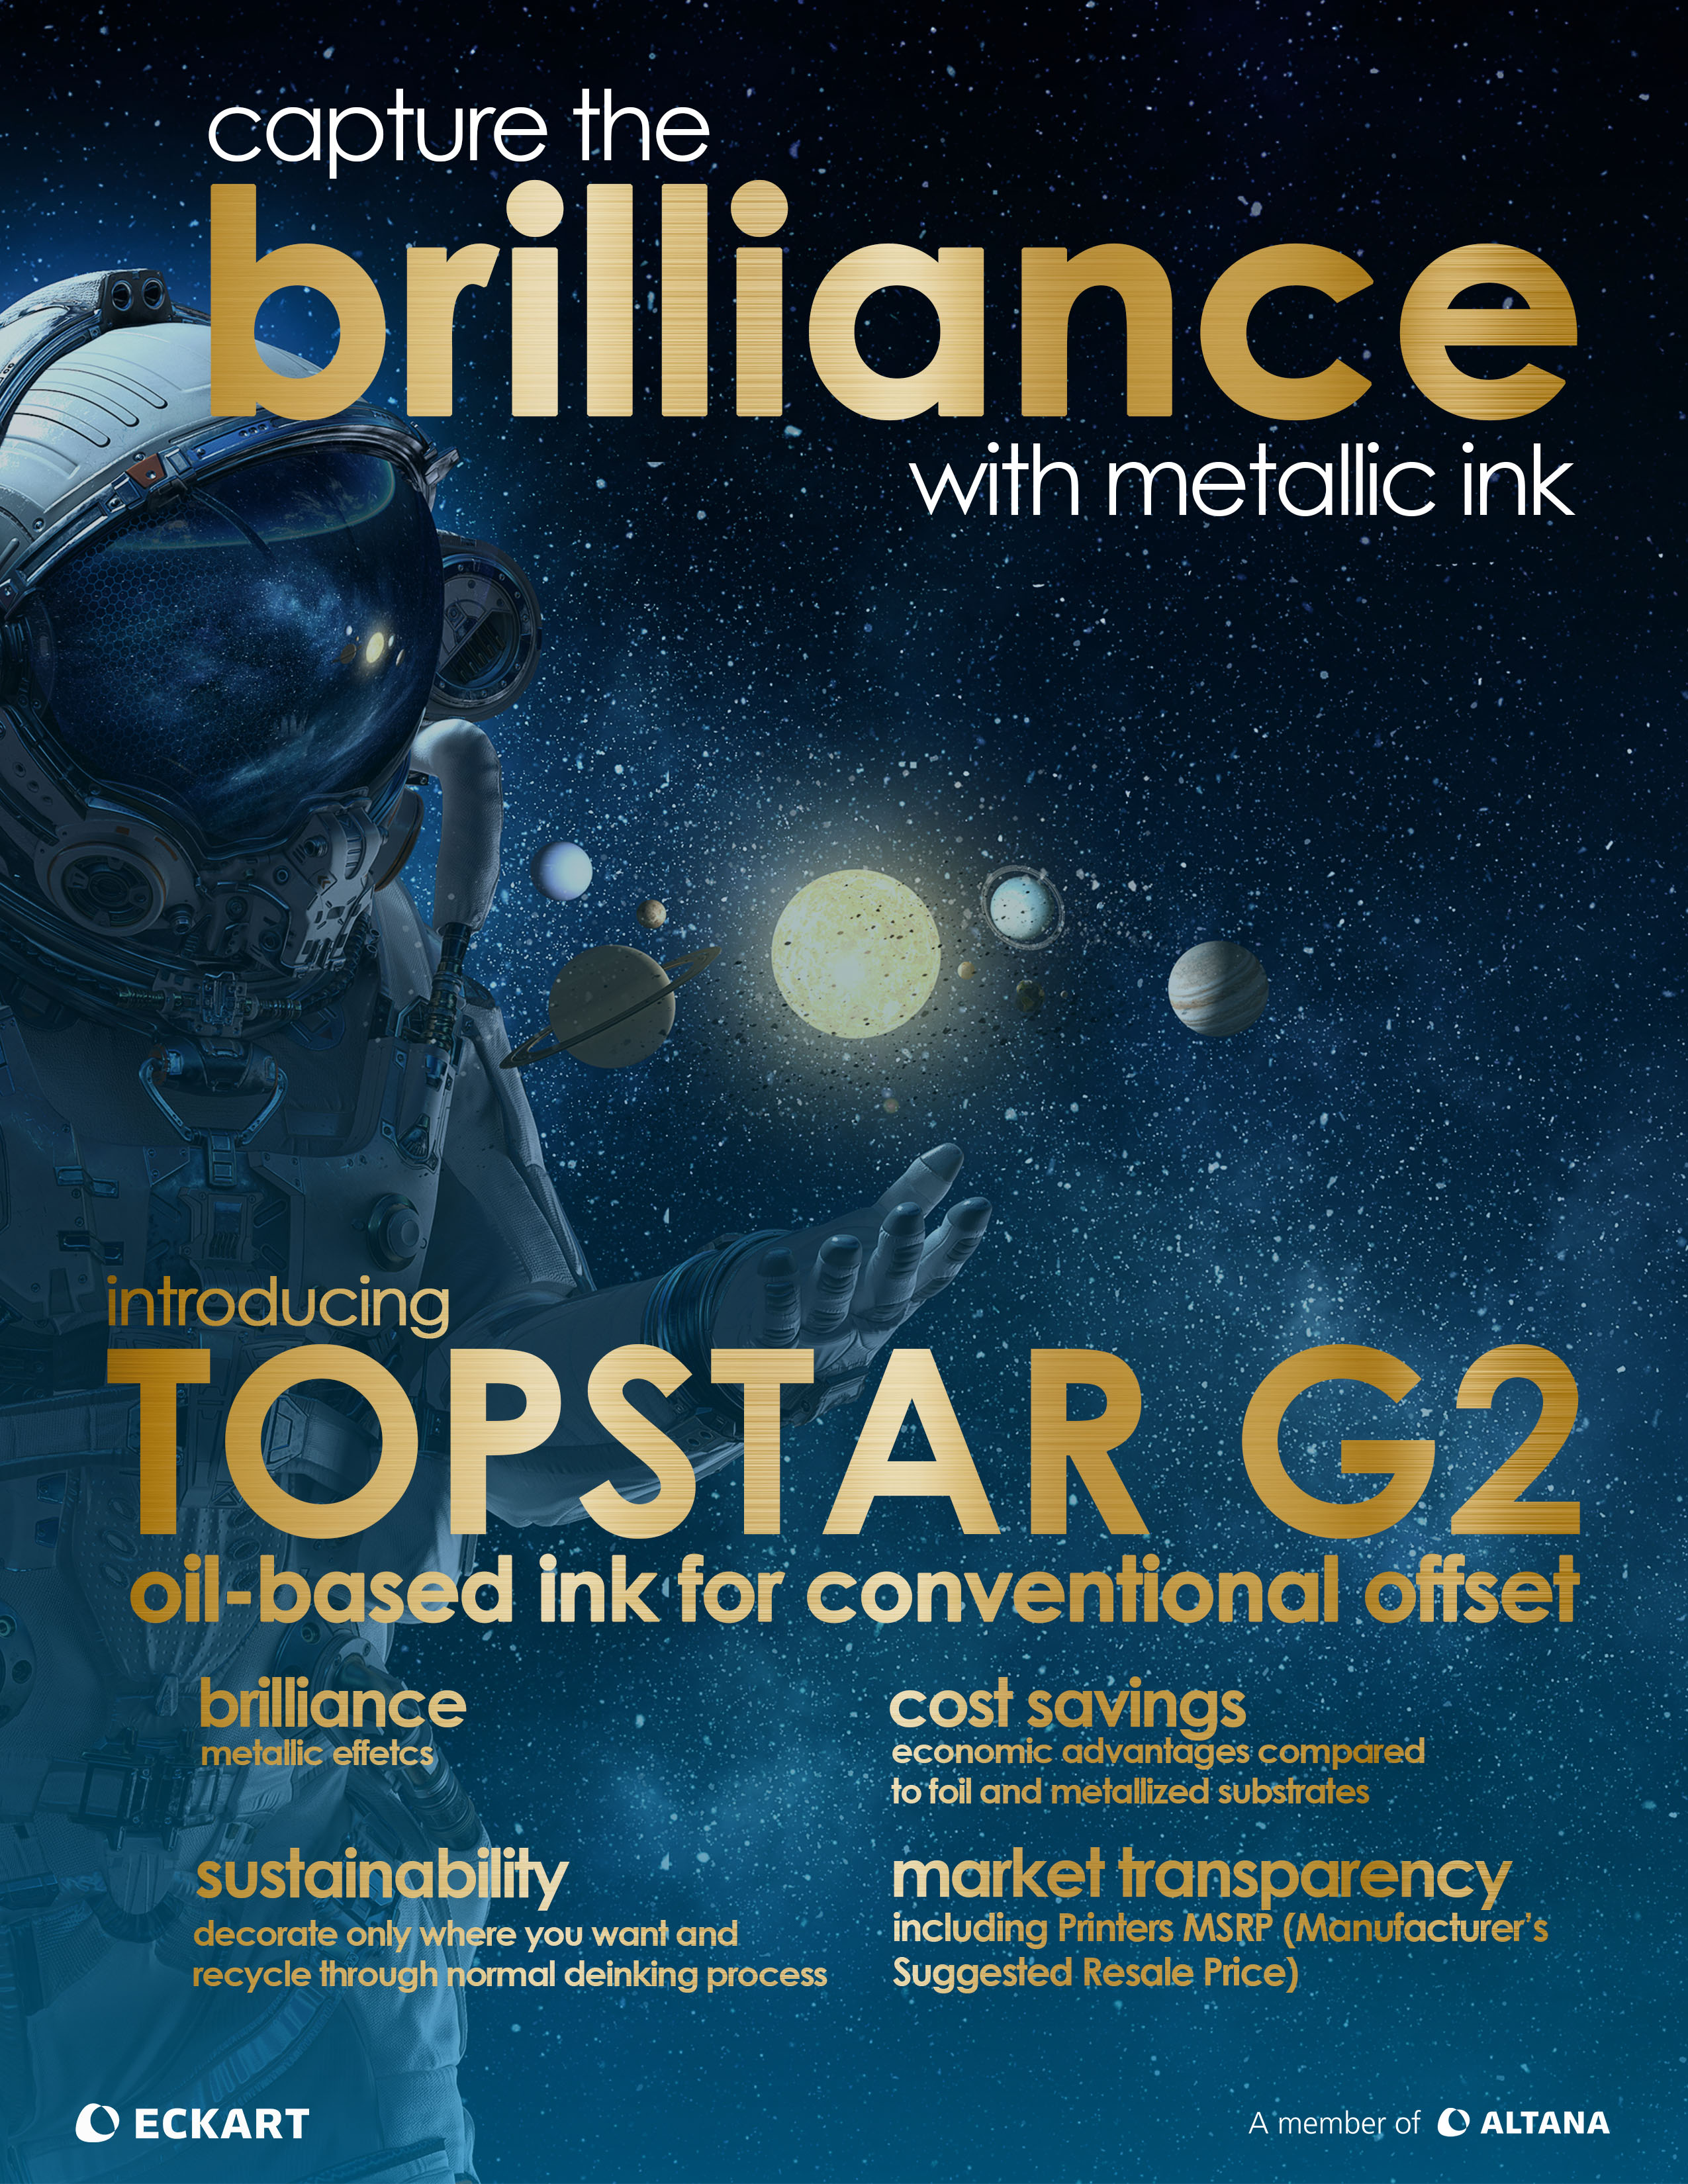 capture the
brilliance
with metallic ink
introducing
TOPSTAR G2
oil-based ink for conventional offset
brilliance
metallic effetcs
cost savings
economic advantages compared
to foil and metallized substrates
sustainability
decorate only where you want and
recycle through normal deinking process
market transparency
including Printers MSRP (Manufacturer's
Suggested Resale Price)
ECKART
A member of ALTANA